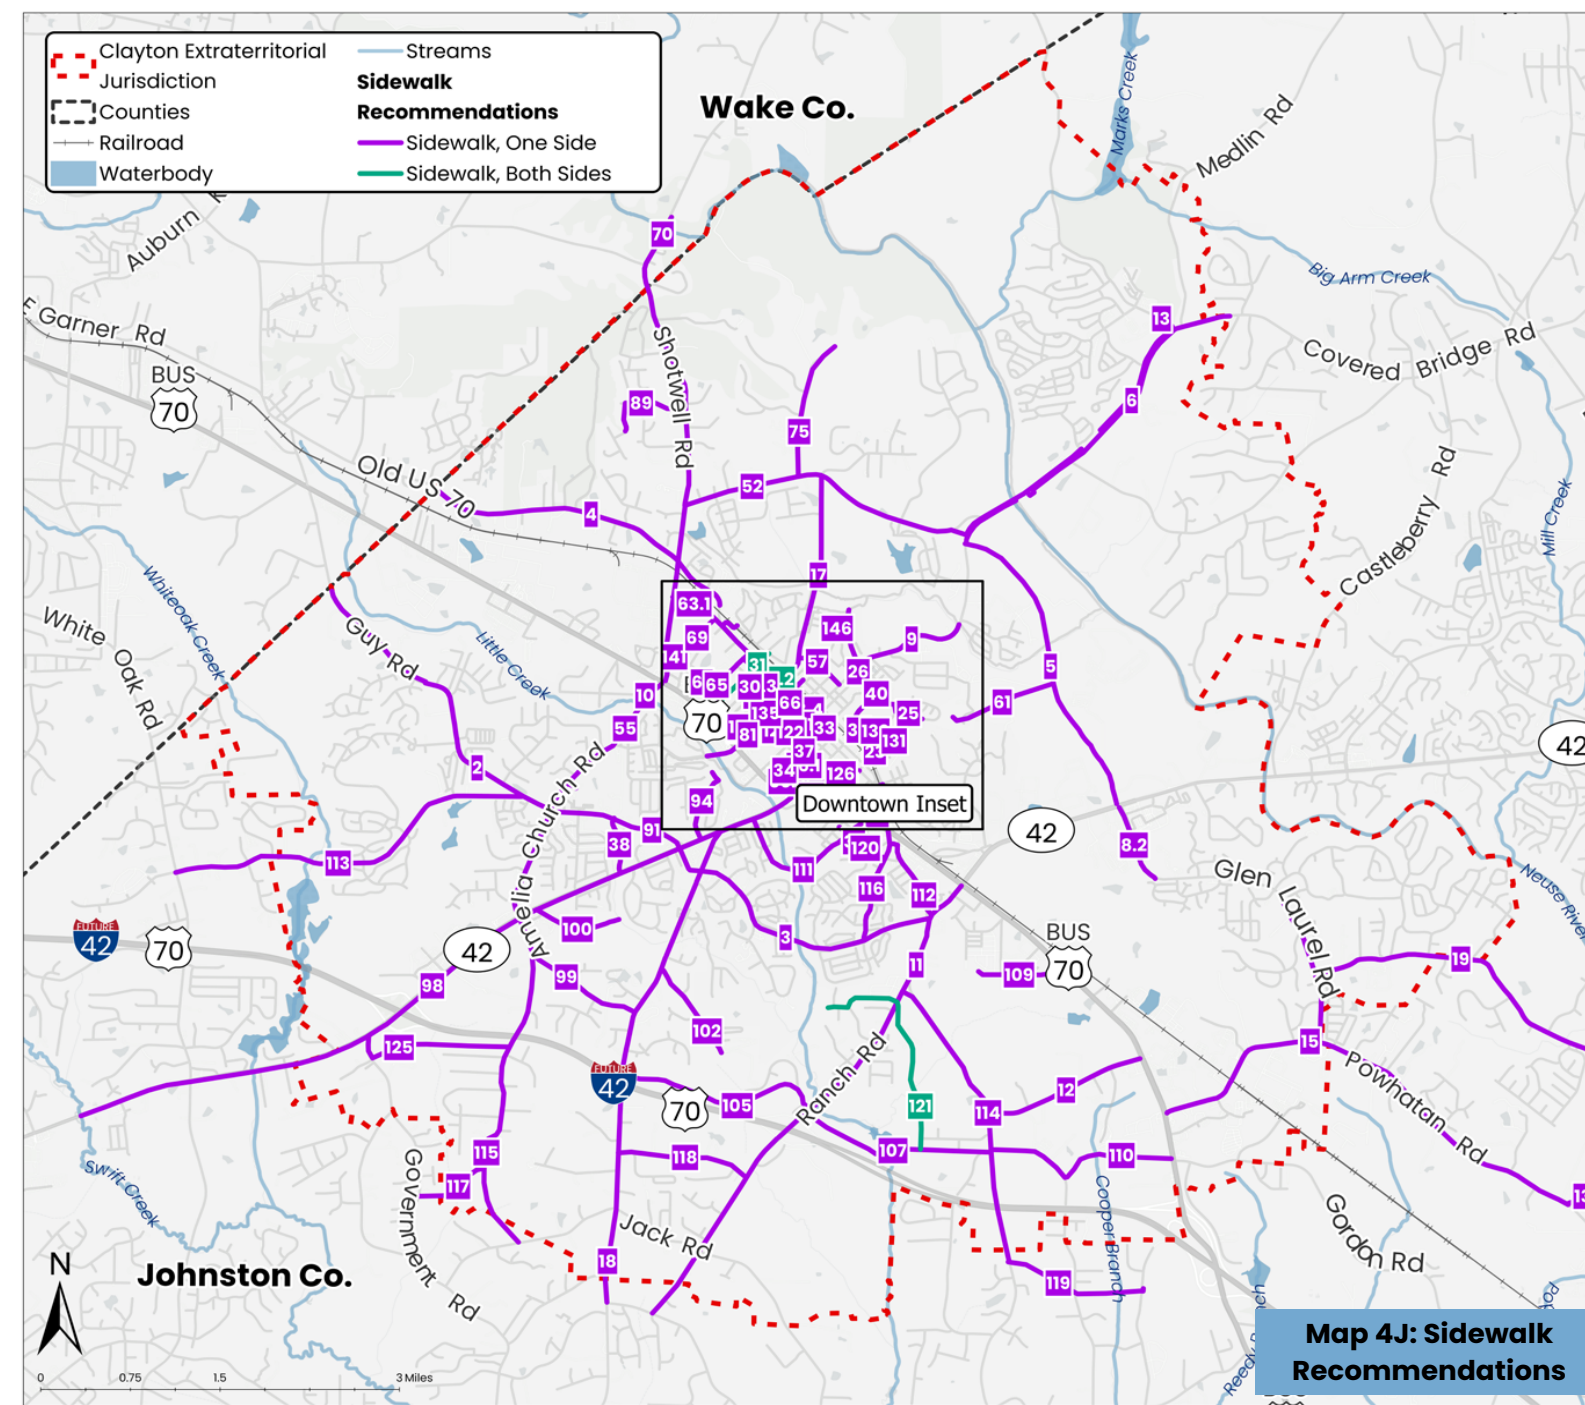 Clayton Extraterritorial
Jurisdiction
Counties
Railroad
Waterbody
Streams
Sidewalk
Recommendations
Sidewalk, One Side
Sidewalk, Both Sides
Wake Co.
Marks Creek
Medlin Rd
Auburn
70
Big Arm Creek
E Garner Rd
13
Covered Bridge Rd
BUS
70
Shotwell Rd
89
6
75
Old US 70
52
4
Castleberry Rd
Mill Creek
Whiteoak Creek
17
White Oak Rd
Guy Rd
Little Creek
63.1
146
69
9
141
31
57
5
26
65
30
66
40
10
61
135
25
70
55
81
122
33
131
42
37
2
34
126
94
Downtown Inset
42
91
38
120
8.2
113
111
Glen Laurel Rd
116
112
Neuse River
Amelia Church Rd
100
FUTURE
42
70
42
3
BUS
70
99
11
109
19
98
102
15
125
Ranch Rd
FUTURE
42
70
105
121
12
114
Powhatan Rd
115
118
107
110
117
Swift Creek
Government Rd
Jack Rd
Cooper Branch
Gordon Rd
18
119
N
Johnston Co.
Map 4J: Sidewalk
Recommendations
0 0.75 1.5 3 Miles